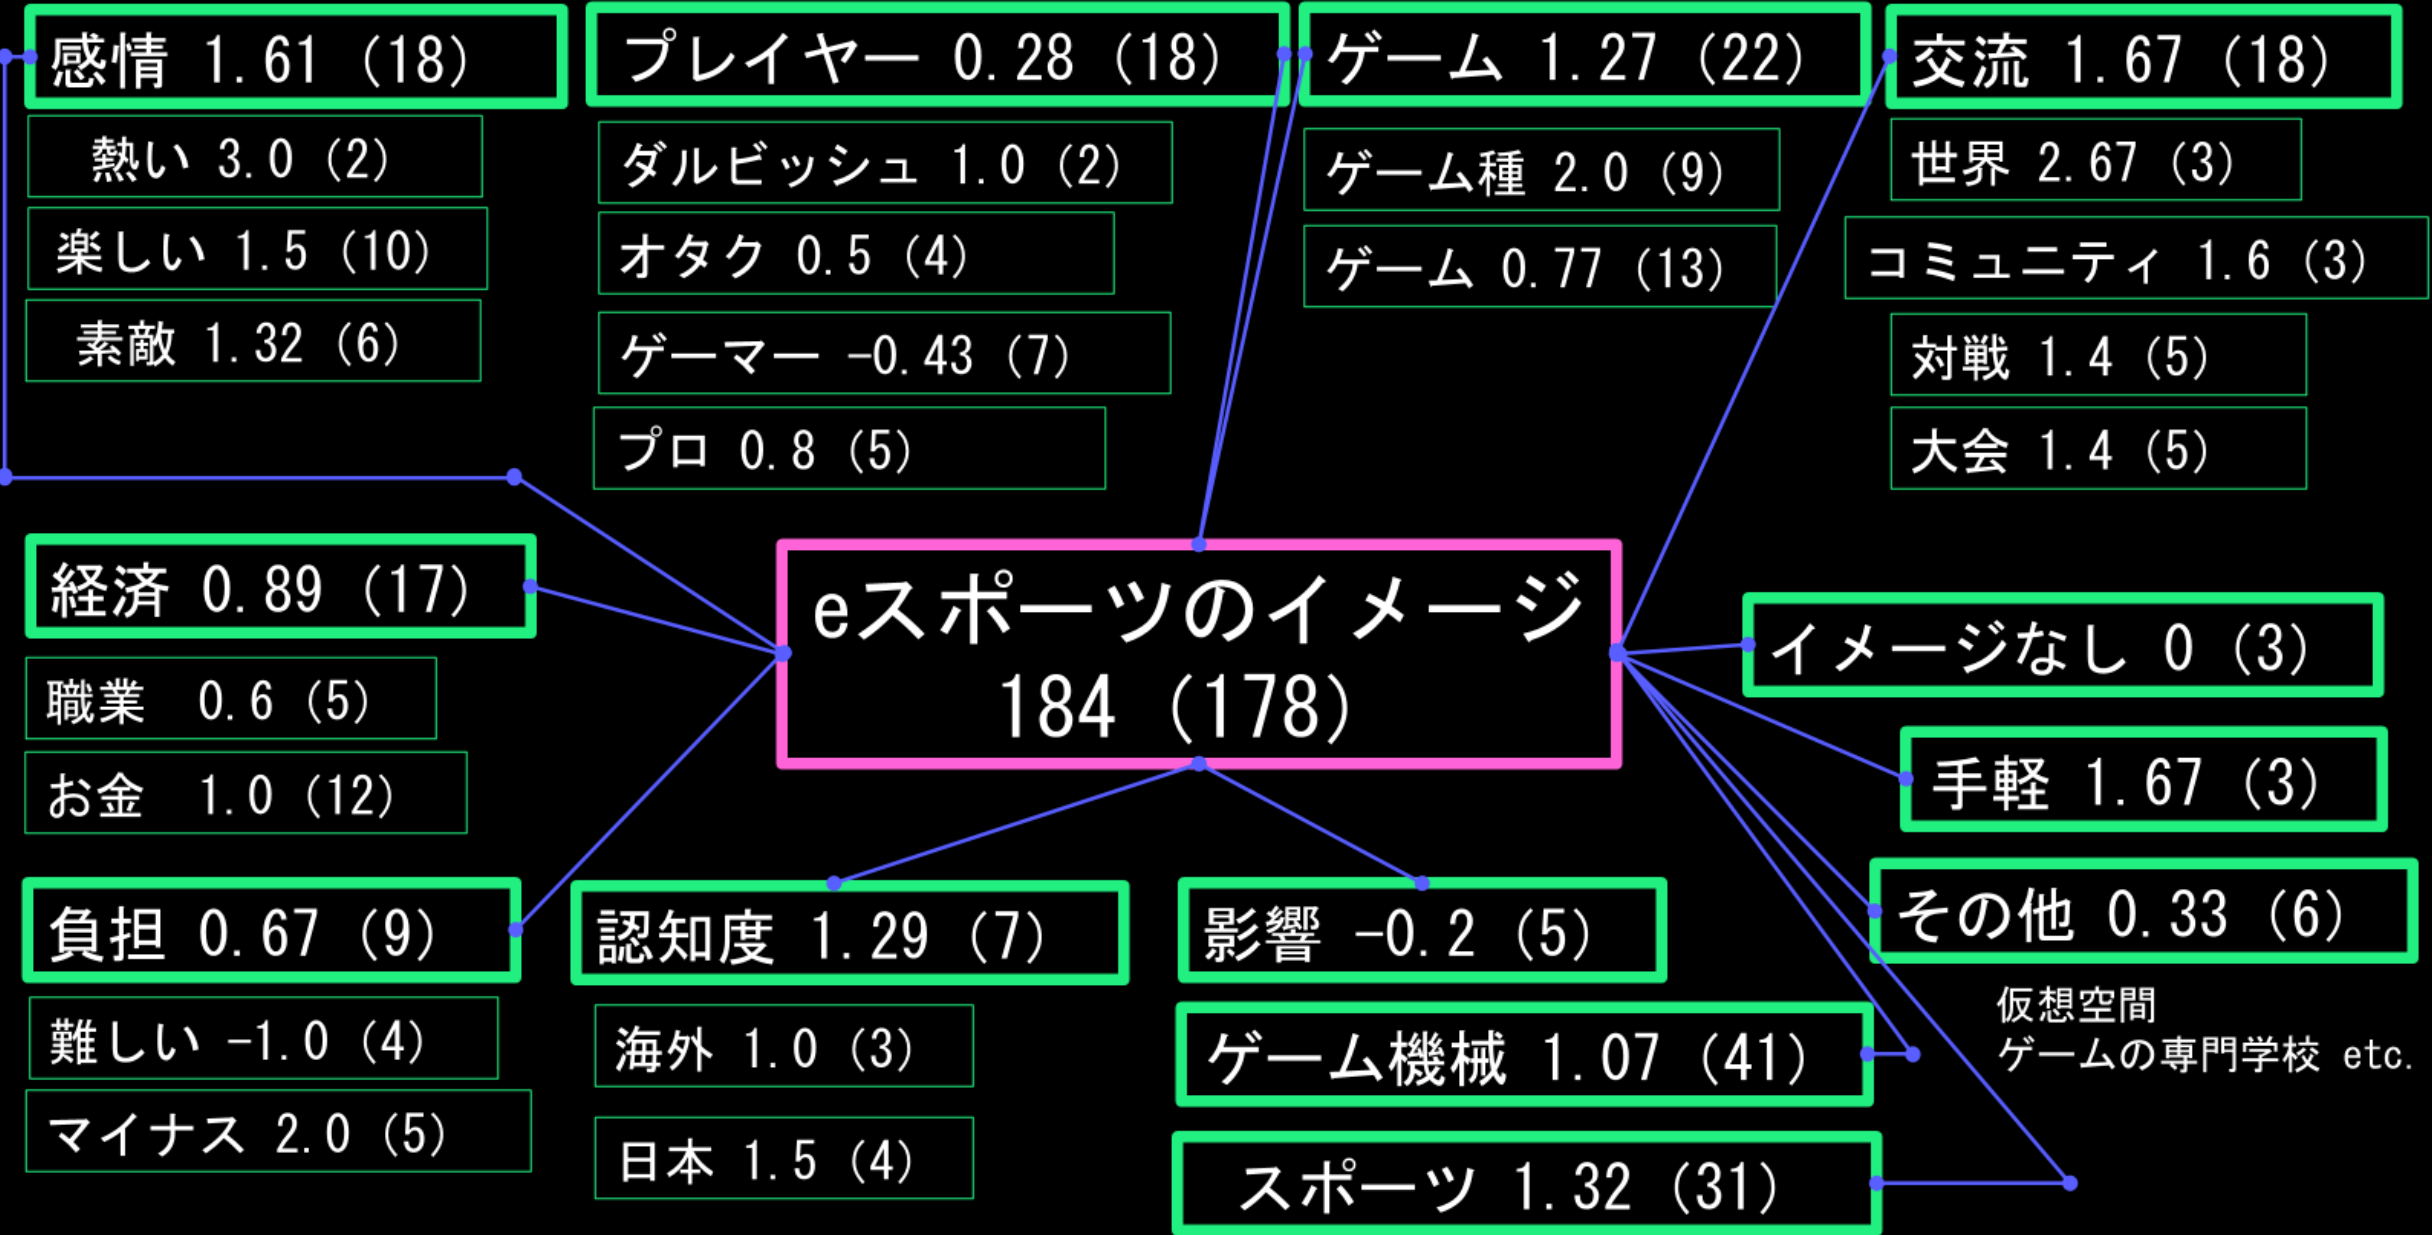 感情 1.61 (18)
熱い 3.0 (2)
楽しい 1.5 (10)
素敵 1.32 (6)
プレイヤー 0.28 (18)
ダルビッシュ 1.0 (2)
オタク 0.5 (4)
ゲーマー -0.43 (7)
プロ 0.8 (5)
ゲーム 1.27 (22)
ゲーム種 2.0 (9)
ゲーム 0.77 (13)
交流 1.67 (18)
世界 2.67 (3)
コミュニティ 1.6 (3)
対戦 1.4 (5)
大会 1.4 (5)
経済 0.89 (17)
職業 0.6 (5)
お金 1.0 (12)
eスポーツのイメージ
184 (178)
イメージなし 0 (3)
手軽 1.67 (3)
その他 0.33 (6)
仮想空間
ゲームの専門学校 etc.
負担 0.67 (9)
難しい -1.0 (4)
マイナス 2.0 (5)
認知度 1.29 (7)
海外 1.0 (3)
日本 1.5 (4)
影響 -0.2 (5)
ゲーム機械 1.07 (41)
スポーツ 1.32 (31)